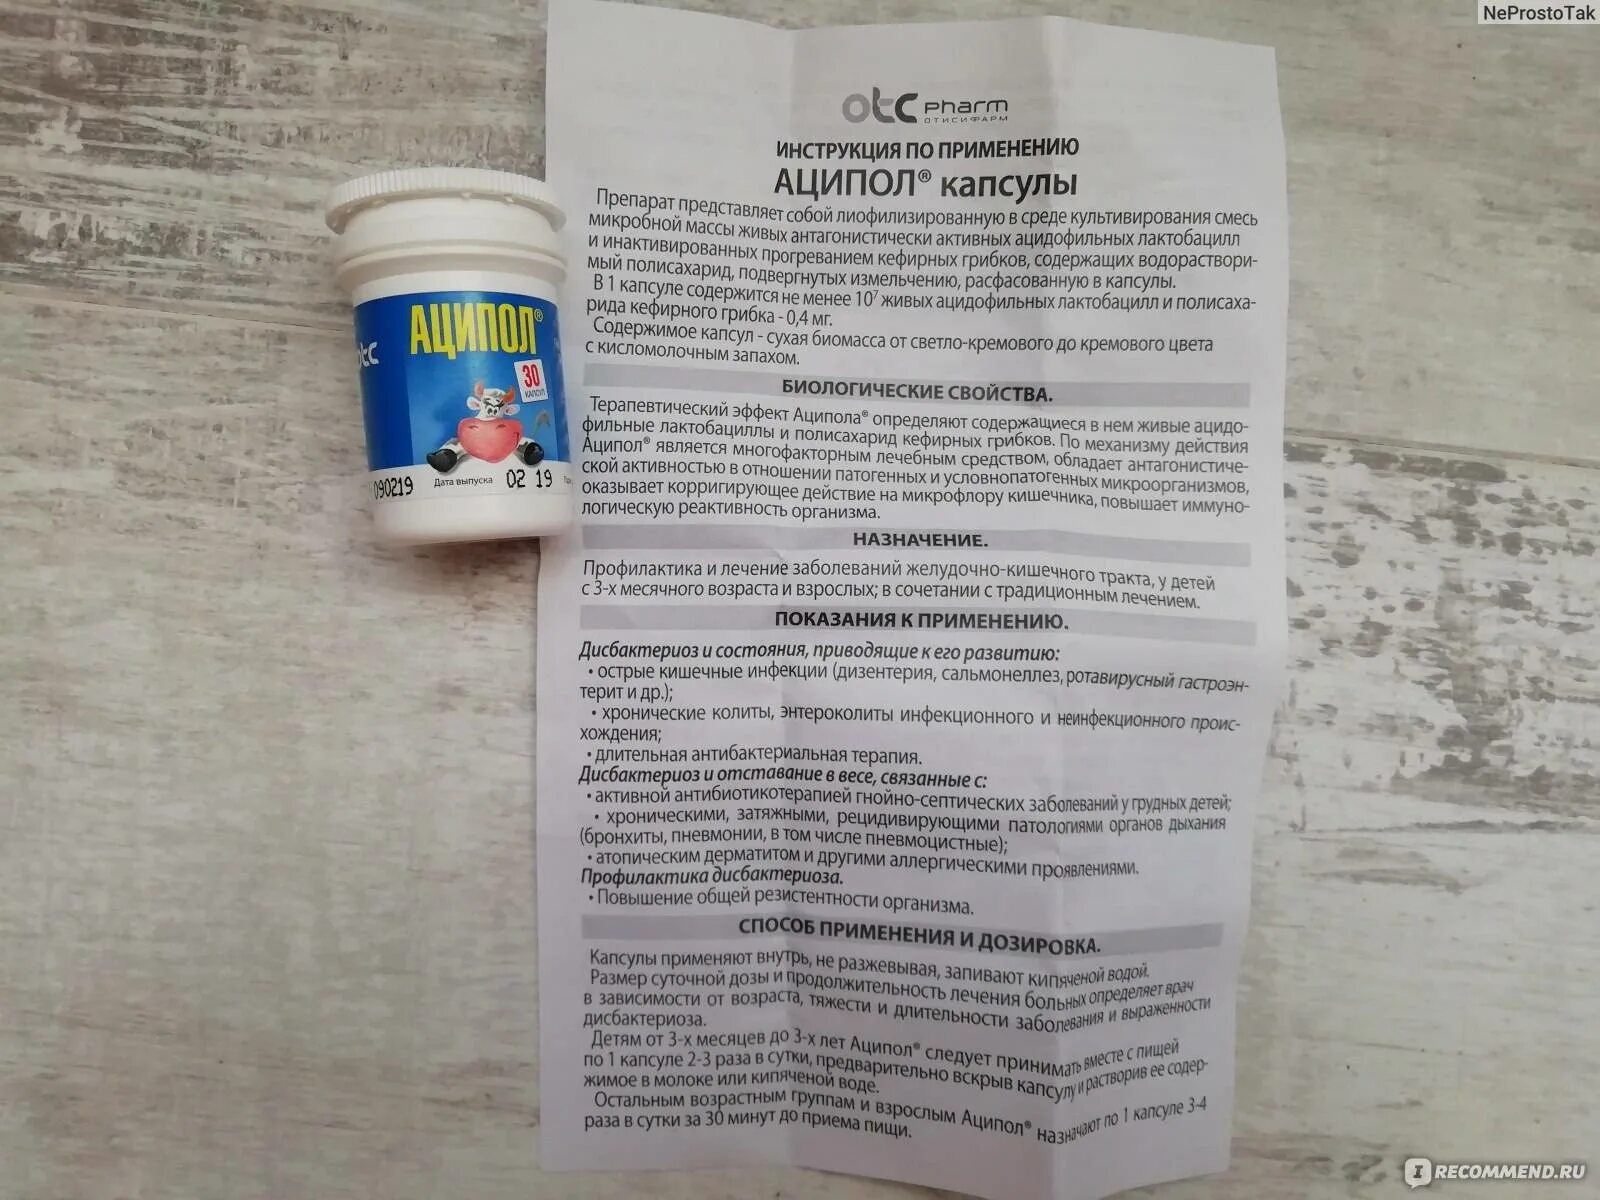 NeProstoTak
otc pharm
ОТИСИФАРМ
ИНСТРУКЦИЯ ПО ПРИМЕНЕНИЮ
АЦИПОЛ® капсулы
Препарат представляет собой лиофилизированную в среде культивирования смесь
микробной массы живых антагонистически активных ацидофильных лактобацилл
и инактивированных прогреванием кефирных грибков, содержащих водораствори-
мый полисахарид, подвергнутых измельчению, расфасованную в капсулы.
В 1 капсуле содержится не менее 10⁷ живых ацидофильных лактобацилл и полисаха-
рида кефирного грибка - 0,4 мг.
Содержимое капсул - сухая биомасса от светло-кремового до кремового цвета
с кисломолочным запахом.
БИОЛОГИЧЕСКИЕ СВОЙСТВА.
Терапевтический эффект Аципола® определяют содержащиеся в нем живые ацидо-
фильные лактобациллы и полисахарид кефирных грибков. По механизму действия
Аципол® является многофакторным лечебным средством, обладает антагонистиче-
ской активностью в отношении патогенных и условнопатогенных микроорганизмов,
оказывает корригирующее действие на микрофлору кишечника, повышает иммуно-
логическую реактивность организма.
НАЗНАЧЕНИЕ.
Профилактика и лечение заболеваний желудочно-кишечного тракта, у детей
с 3-х месячного возраста и взрослых; в сочетании с традиционным лечением.
ПОКАЗАНИЯ К ПРИМЕНЕНИЮ.
Дисбактериоз и состояния, приводящие к его развитию:
• острые кишечные инфекции (дизентерия, сальмонеллез, ротавирусный гастроэн-
терит и др.);
• хронические колиты, энтероколиты инфекционного и неинфекционного проис-
хождения;
• длительная антибактериальная терапия.
Дисбактериоз и отставание в весе, связанные с:
• активной антибиотикотерапией гнойно-септических заболеваний у грудных детей;
• хроническими, затяжными, рецидивирующими патологиями органов дыхания
(бронхиты, пневмонии, в том числе пневмоцистные);
• атопическим дерматитом и другими аллергическими проявлениями.
Профилактика дисбактериоза.
• Повышение общей резистентности организма.
СПОСОБ ПРИМЕНЕНИЯ И ДОЗИРОВКА.
Капсулы применяют внутрь, не разжевывая, запивают кипяченой водой.
Размер суточной дозы и продолжительность лечения больных определяет врач
в зависимости от возраста, тяжести и длительности заболевания и выраженности
дисбактериоза.
Детям от 3-х месяцев до 3-х лет Аципол® следует принимать вместе с пищей
по 1 капсуле 2-3 раза в сутки, предварительно вскрыв капсулу и растворив ее содер-
жимое в молоке или кипяченой воде.
Остальным возрастным группам и взрослым Аципол® назначают по 1 капсуле 3-4
раза в сутки за 30 минут до приема пищи.
АЦИПОЛ®
otc
30
КАПСУЛ
090219 Дата выпуска 02 19
IRECOMMEND.RU